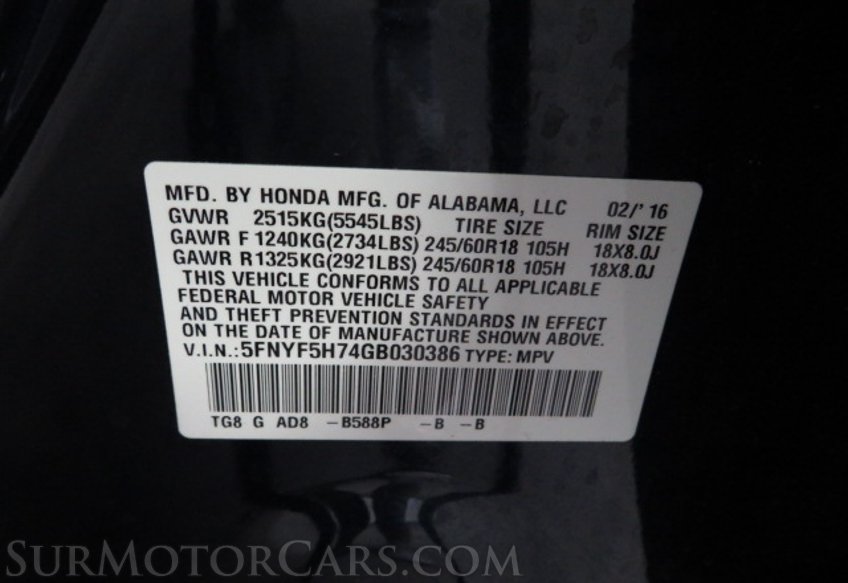 MFD. BY HONDA MFG. OF ALABAMA, LLC 02/'16
GVWR 2515KG(5545LBS) TIRE SIZE RIM SIZE
GAWR F 1240KG(2734LBS) 245/60R18 105H 18X8.0J
GAWR R1325KG(2921LBS) 245/60R18 105H 18X8.0J
THIS VEHICLE CONFORMS TO ALL APPLICABLE
FEDERAL MOTOR VEHICLE SAFETY
AND THEFT PREVENTION STANDARDS IN EFFECT
ON THE DATE OF MANUFACTURE SHOWN ABOVE.
V.I.N.:5FNYF5H74GB030386 TYPE: MPV
TG8 G AD8 -B588P -B -B
SurMotorCars.com